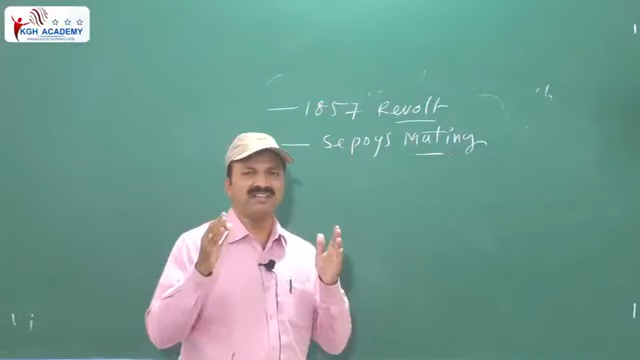 KGH ACADEMY
— 1857 Revolt
— Sepoys Mutiny